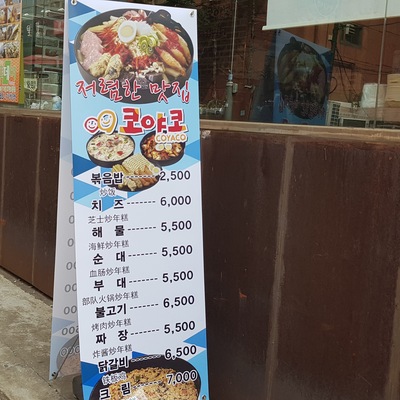 저렴한 맛집
코야코
COYACO
볶음밥 ------- 2,500
炒饭
치 즈 ------- 6,000
芝士炒年糕
해 물 ------- 5,500
海鲜炒年糕
순 대 ------- 5,500
血肠炒年糕
부 대 ------- 5,500
部队火锅炒年糕
불고기 ------- 6,500
烤肉炒年糕
짜 장 ------- 5,500
炸酱炒年糕
닭갈비 ------- 6,500
크 림 ------- 7,000